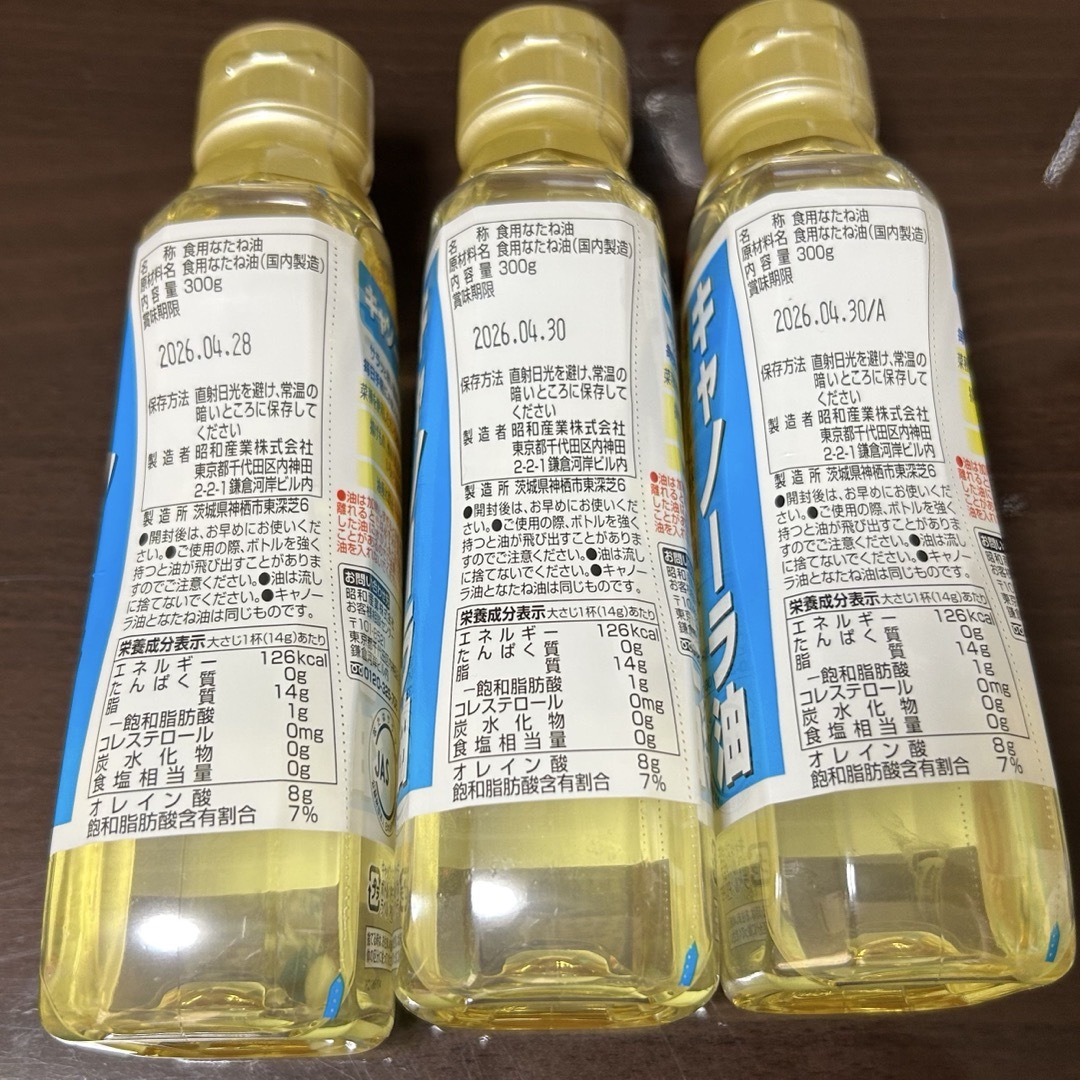 名称 食用なたね油
原材料名 食用なたね油(国内製造)
内容量 300g
賞味期限
2026.04.28
保存方法 直射日光を避け、常温の
暗いところに保存して
ください
製造者 昭和産業株式会社
東京都千代田区内神田
2-2-1鎌倉河岸ビル内
製造所 茨城県神栖市東深芝6
●開封後は、お早めにお使いくだ
さい。●ご使用の際、ボトルを強く
持つと油が飛び出すことがありま
すのでご注意ください。●油は流し
に捨てないでください。●キャノー
ラ油となたね油は同じものです。
栄養成分表示 大さじ1杯(14g)あたり
エネルギー 126kcal
たんぱく質 0g
脂質 14g
-飽和脂肪酸 1g
コレステロール 0mg
炭水化物 0g
食塩相当量 0g
オレイン酸 8g
飽和脂肪酸含有割合 7%
JAS
名称 食用なたね油
原材料名 食用なたね油(国内製造)
内容量 300g
賞味期限
2026.04.30
保存方法 直射日光を避け、常温の
暗いところに保存して
ください
製造者 昭和産業株式会社
東京都千代田区内神田
2-2-1鎌倉河岸ビル内
製造所 茨城県神栖市東深芝6
●開封後は、お早めにお使いくだ
さい。●ご使用の際、ボトルを強く
持つと油が飛び出すことがありま
すのでご注意ください。●油は流し
に捨てないでください。●キャノー
ラ油となたね油は同じものです。
栄養成分表示 大さじ1杯(14g)あたり
エネルギー 126kcal
たんぱく質 0g
脂質 14g
-飽和脂肪酸 1g
コレステロール 0mg
炭水化物 0g
食塩相当量 0g
オレイン酸 8g
飽和脂肪酸含有割合 7%
キャノーラ油
名称 食用なたね油
原材料名 食用なたね油(国内製造)
内容量 300g
賞味期限
2026.04.30/A
保存方法 直射日光を避け、常温の
暗いところに保存して
ください
製造者 昭和産業株式会社
東京都千代田区内神田
2-2-1鎌倉河岸ビル内
製造所 茨城県神栖市東深芝6
●開封後は、お早めにお使いくだ
さい。●ご使用の際、ボトルを強く
持つと油が飛び出すことがありま
すのでご注意ください。●油は流し
に捨てないでください。●キャノー
ラ油となたね油は同じものです。
栄養成分表示 大さじ1杯(14g)あたり
エネルギー 126kcal
たんぱく質 0g
脂質 14g
-飽和脂肪酸 1g
コレステロール 0mg
炭水化物 0g
食塩相当量 0g
オレイン酸 8g
飽和脂肪酸含有割合 7%